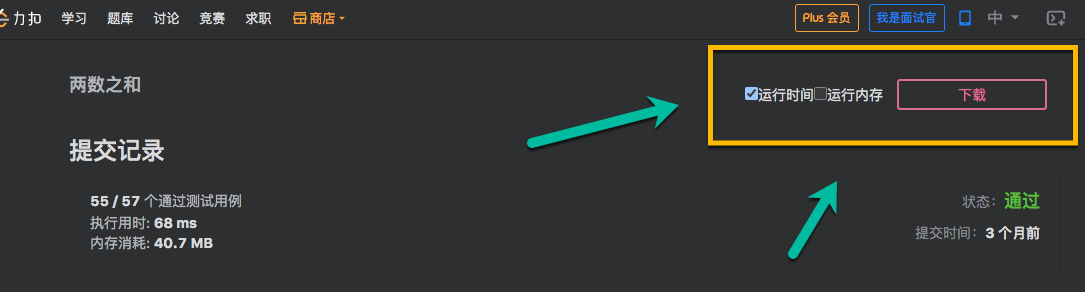 力扣 学习 题库 讨论 竞赛 求职 商店 Plus 会员 我是面试官 中
两数之和
运行时间 运行内存 下载
提交记录
55 / 57 个通过测试用例 状态: 通过
执行用时: 68 ms
提交时间: 3 个月前
内存消耗: 40.7 MB